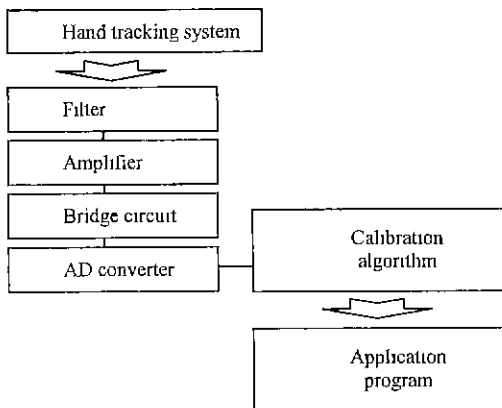 Hand tracking system
Filter
Amplifier
Bridge circuit
AD converter
Calibration
algorithm
Application
program